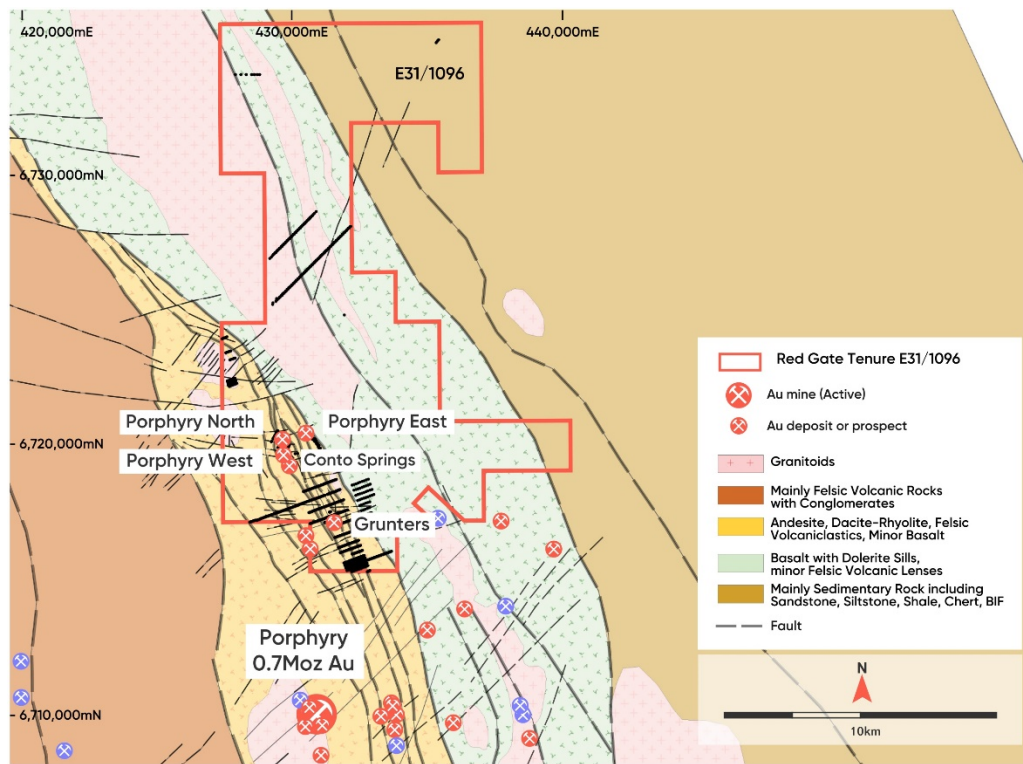 420,000mE
430,000mE
440,000mE
E31/1096
6,730,000mN
Porphyry North
Porphyry East
6,720,000mN
Porphyry West
Conto Springs
Grunters
Porphyry
0.7Moz Au
6,710,000mN
Red Gate Tenure E31/1096
Au mine (Active)
Au deposit or prospect
Granitoids
Mainly Felsic Volcanic Rocks
with Conglomerates
Andesite, Dacite-Rhyolite, Felsic
Volcaniclastics, Minor Basalt
Basalt with Dolerite Sills,
minor Felsic Volcanic Lenses
Mainly Sedimentary Rock including
Sandstone, Siltstone, Shale, Chert, BIF
Fault
N
10km